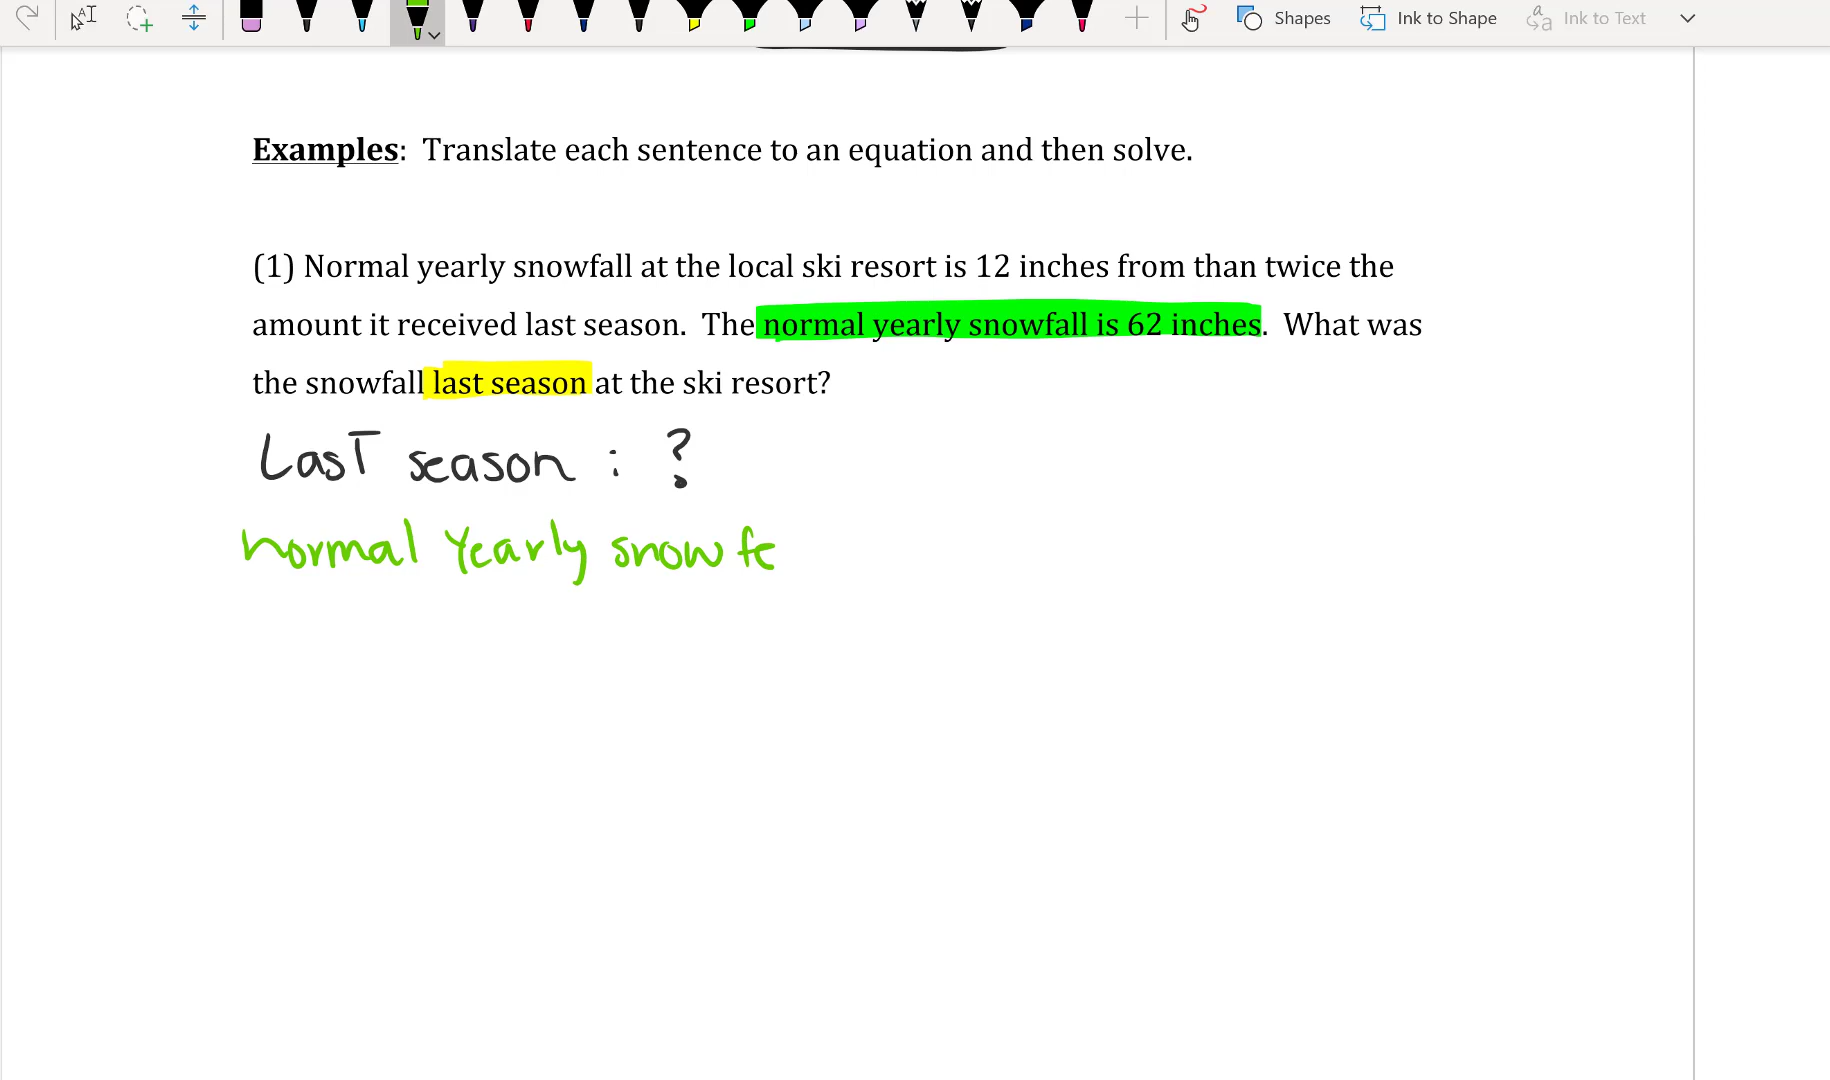 Shapes Ink to Shape Ink to Text
Examples: Translate each sentence to an equation and then solve.
(1) Normal yearly snowfall at the local ski resort is 12 inches from than twice the
amount it received last season. The normal yearly snowfall is 62 inches. What was
the snowfall last season at the ski resort?
Last season : ?
normal Yearly snowfe